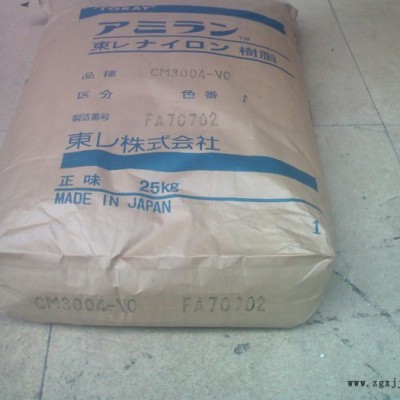 "TORAY"
アミラン™
東レナイロン樹脂
品種 CM3004-V0
区分 色番
製造番号 FA70702
東レ株式会社
正味 25kg
MADE IN JAPAN
1
CM3004-V0 FA70702